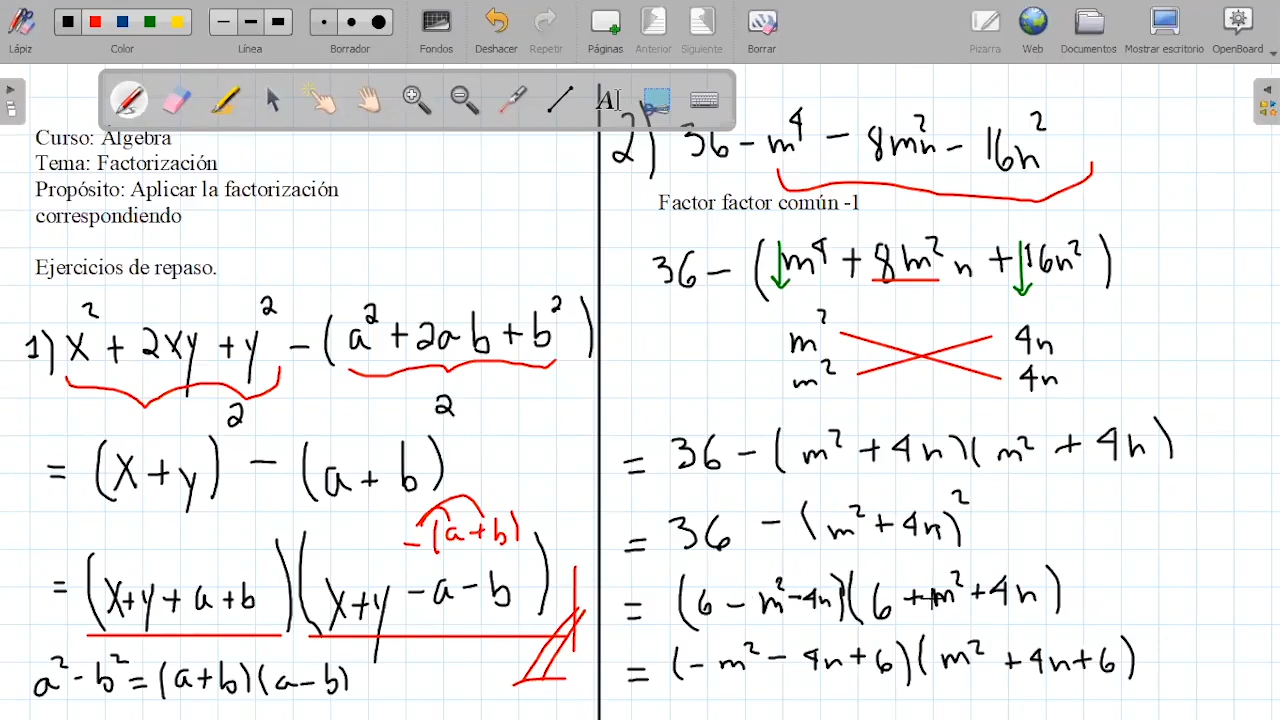 Lápiz Color Línea Borrador Fondos Deshacer Repetir Páginas Anterior Siguiente Borrar Pizarra Web Documentos Mostrar escritorio OpenBoard
Curso: Álgebra
Tema: Factorización
Propósito: Aplicar la factorización
correspondiendo
Ejercicios de repaso.
1) x² + 2xy + y² - (a² + 2ab + b²)
= (x+y)² - (a+b)²
-(a+b)
= (x+y+a+b)(x+y-a-b)
a² - b² = (a+b)(a-b)
2) 36 - m⁴ - 8m²n - 16n²
Factor factor común -1
36 - (m⁴ + 8m²n + 16n²)
m² 4n
m² 4n
= 36 - (m² + 4n)(m² + 4n)
= 36 - (m² + 4n)²
= (6 - m² - 4n)(6 + m² + 4n)
= (-m² - 4n + 6)(m² + 4n + 6)